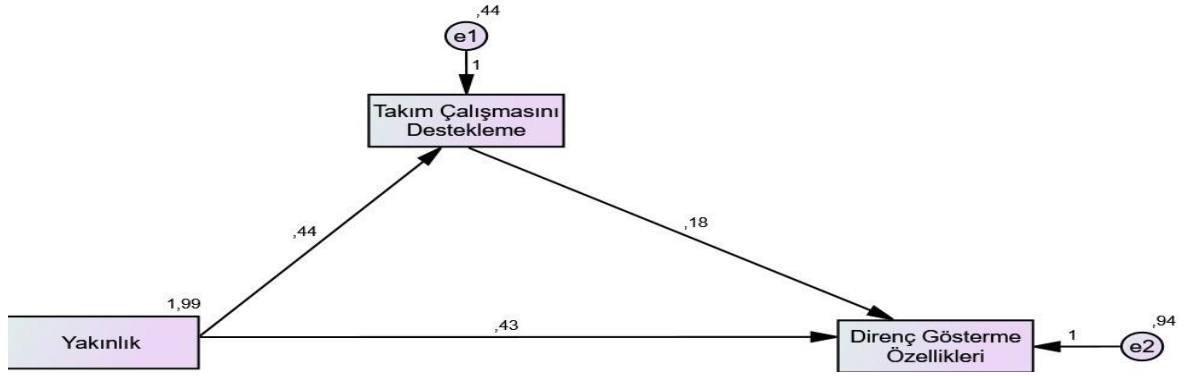 ,44
e1
1
Takım Çalışmasını
Destekleme
,44
,18
1,99
Yakınlık
,43
Direnç Gösterme
Özellikleri
1
,94
e2